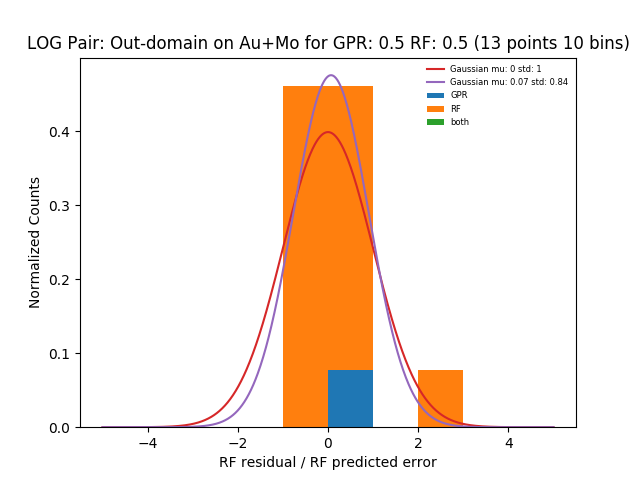 LOG Pair: Out-domain on Au+Mo for GPR: 0.5 RF: 0.5 (13 points 10 bins)
Gaussian mu: 0 std: 1
Gaussian mu: 0.07 std: 0.84
GPR
RF
both
Normalized Counts
0.4
0.3
0.2
0.1
0.0
−4 −2 0 2 4
RF residual / RF predicted error